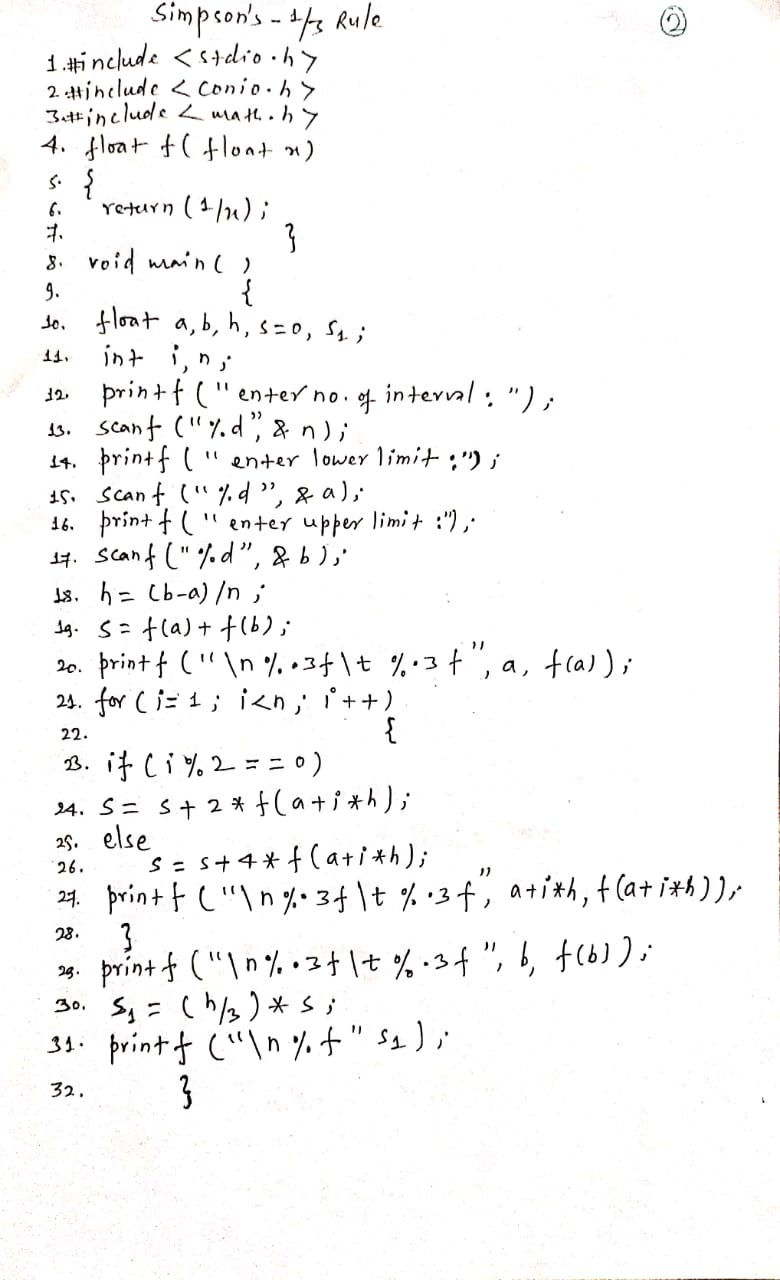 Simpson's - 1/3 Rule
②
1. #include <stdio.h>
2. #include <conio.h>
3. #include <math.h>
4. float f(float x)
5. {
6. return (1/x);
7. }
8. void main( )
9. {
10. float a, b, h, s=0, s1;
11. int i, n;
12. printf ("enter no. of interval : ");
13. scanf ("%d", & n);
14. printf (" enter lower limit :");
15. scanf ("%d", & a);
16. printf (" enter upper limit :");
17. scanf ("%d", & b);
18. h = (b-a)/n ;
19. s = f(a) + f(b);
20. printf ("\n %.3f\t %.3f", a, f(a));
21. for (i=1; i<n; i++)
22. {
23. if (i%2 ==0)
24. s = s + 2 * f(a+i*h);
25. else
26. s = s+4* f(a+i*h);
27. printf ("\n%.3f\t %.3f", a+i*h, f(a+i*h));
28. }
29. printf ("\n%.3f\t %.3f", b, f(b));
30. s1 = (h/3) * s;
31. printf ("\n %f" s1);
32. }